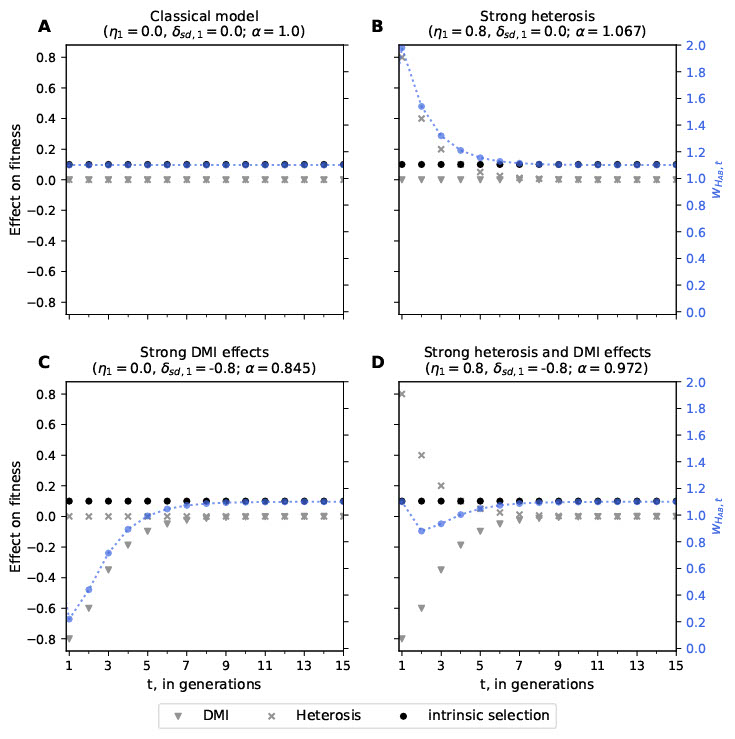 A
Classical model
(η1 = 0.0, δsd, 1 = 0.0; α = 1.0)
B
Strong heterosis
(η1 = 0.8, δsd, 1 = 0.0; α = 1.067)
Effect on fitness
0.8
0.6
0.4
0.2
0.0
−0.2
−0.4
−0.6
−0.8
2.0
1.8
1.6
1.4
1.2
1.0
0.8
0.6
0.4
0.2
0.0
wHAB, t
C
Strong DMI effects
(η1 = 0.0, δsd, 1 = -0.8; α = 0.845)
D
Strong heterosis and DMI effects
(η1 = 0.8, δsd, 1 = -0.8; α = 0.972)
Effect on fitness
0.8
0.6
0.4
0.2
0.0
−0.2
−0.4
−0.6
−0.8
2.0
1.8
1.6
1.4
1.2
1.0
0.8
0.6
0.4
0.2
0.0
wHAB, t
1 3 5 7 9 11 13 15
t, in generations
1 3 5 7 9 11 13 15
t, in generations
DMI Heterosis intrinsic selection